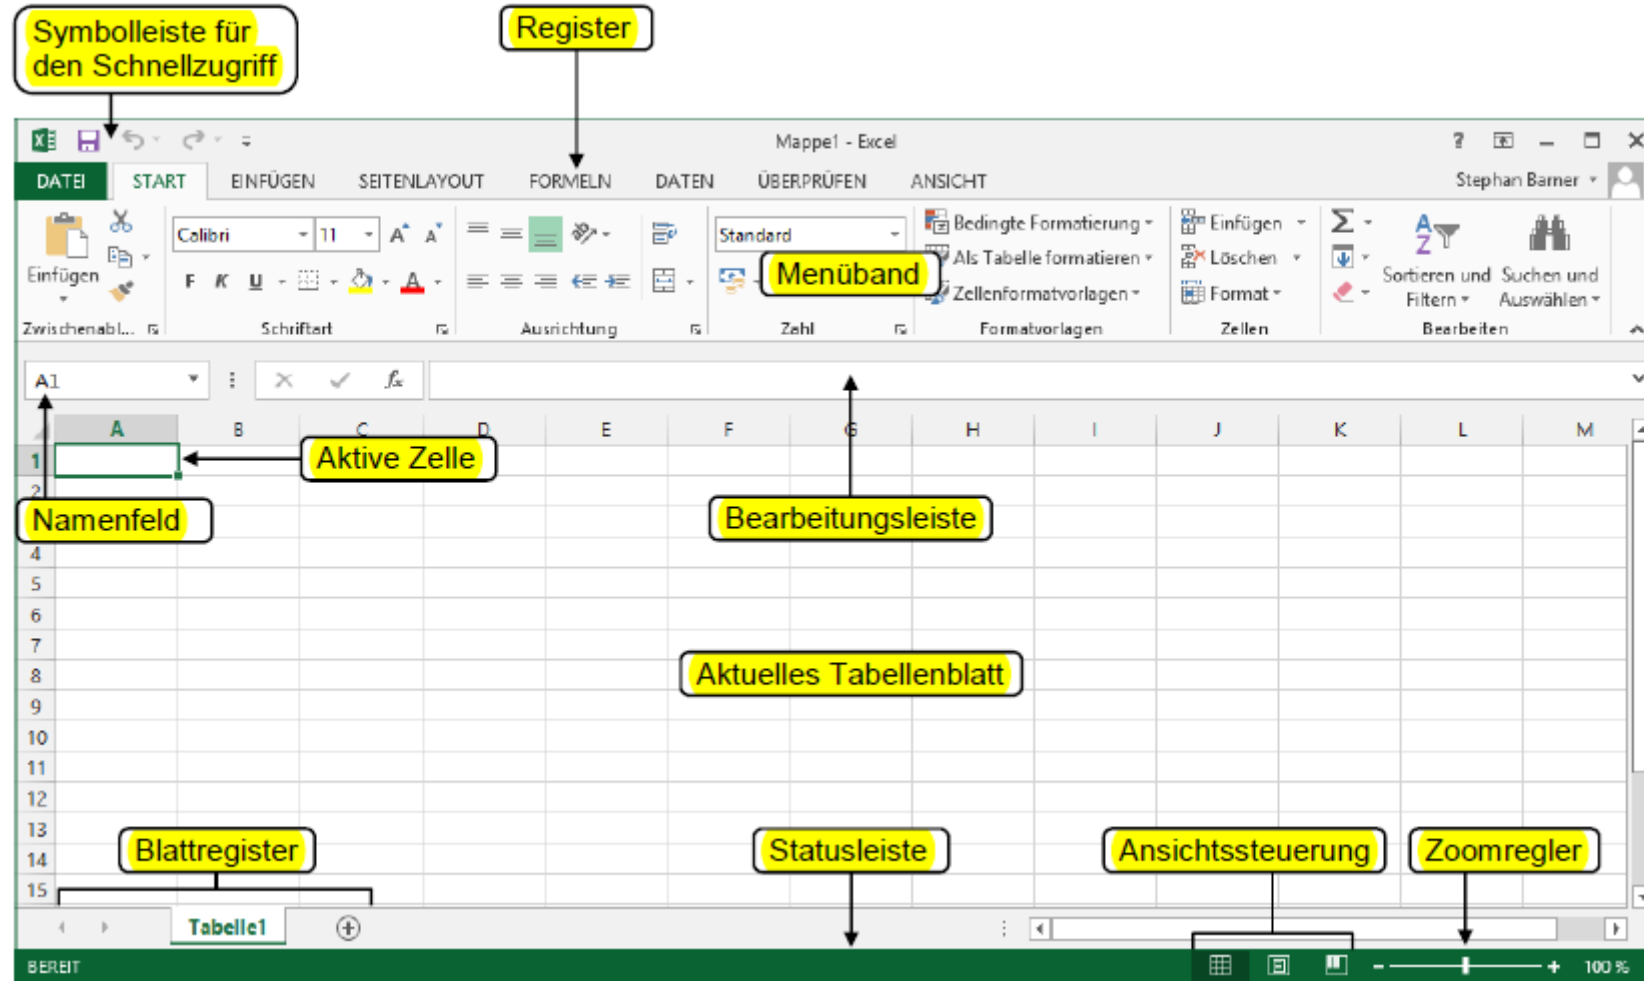 Symbolleiste für
den Schnellzugriff
Register
Mappe1 - Excel
?
DATEI START EINFÜGEN SEITENLAYOUT FORMELN DATEN ÜBERPRÜFEN ANSICHT Stephan Barner
Calibri 11 A A Standard Bedingte Formatierung Einfügen Σ A Z
Menüband Als Tabelle formatieren Löschen
Einfügen F K U A Zellenformatvorlagen Format Sortieren und Suchen und
Filtern Auswählen
Zwischenabl... Schriftart Ausrichtung Zahl Formatvorlagen Zellen Bearbeiten
A1 fx
A B C D E F G H I J K L M
1 Aktive Zelle
2
Namenfeld Bearbeitungsleiste
4
5
6
7
8 Aktuelles Tabellenblatt
9
10
11
12
13
14 Blattregister Statusleiste Ansichtssteuerung Zoomregler
15
Tabelle1
BEREIT 100 %